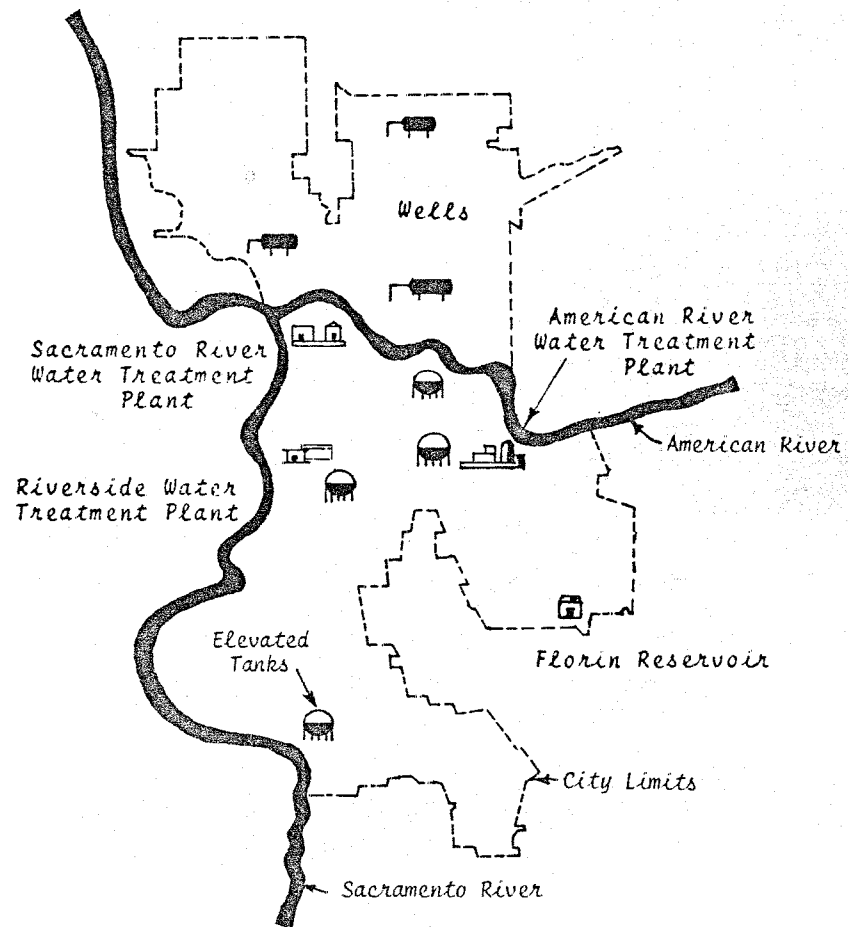 Wells
American River
Water Treatment
Plant
Sacramento River
Water Treatment
Plant
American River
Riverside Water
Treatment Plant
Elevated
Tanks
Florin Reservoir
City Limits
Sacramento River